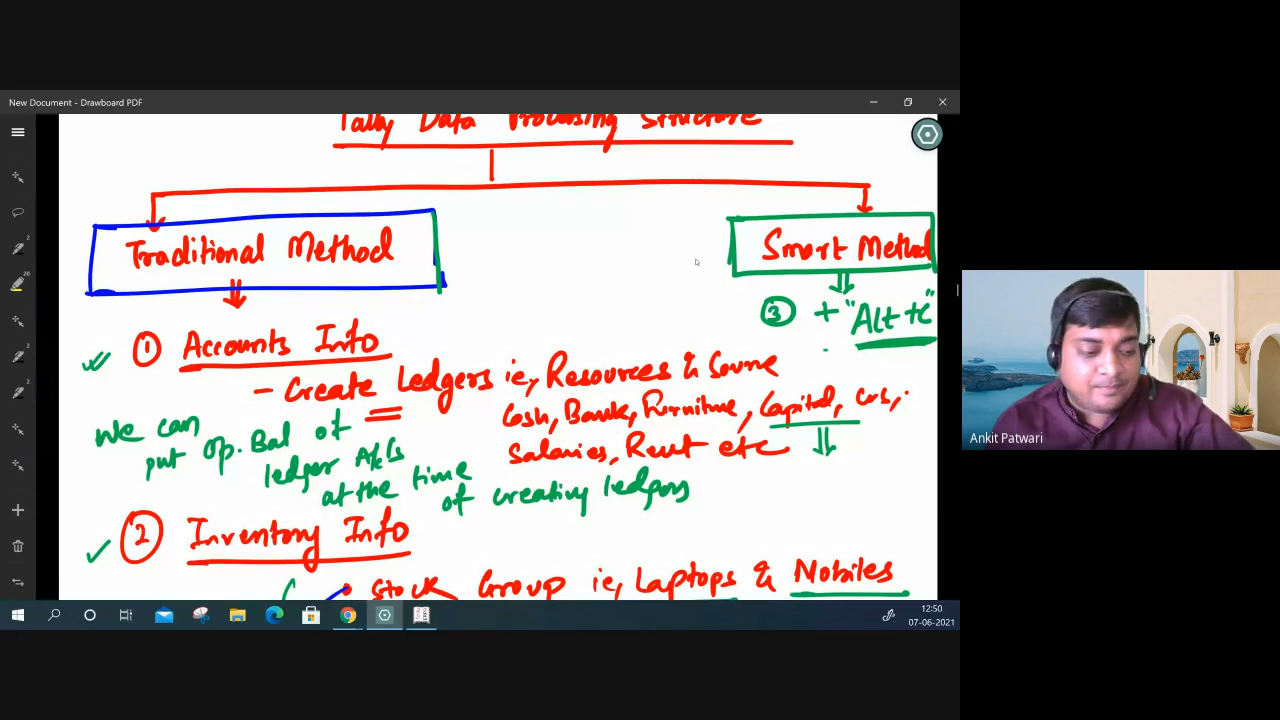 New Document - Drawboard PDF
Tally Data Processing Structure
Traditional Method
Smart Method
③ + "Alt + C"
① Accounts Info
- Create Ledgers ie, Resources & Source
Cash, Bank, Furniture, Capital,
Salaries, Rent etc
We can
put Op. Bal of
ledger A/cs
at the time
of creating ledgers
② Inventory Info
Stock Group ie, Laptops & Mobiles
Ankit Patwari
12:50
07-06-2021